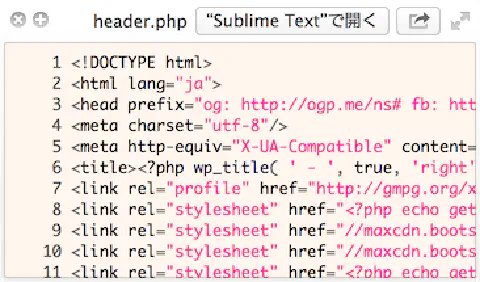 header.php "Sublime Text"で開く
1 <!DOCTYPE html>
2 <html lang="ja">
3 <head prefix="og: http://ogp.me/ns# fb: htt
4 <meta charset="utf-8"/>
5 <meta http-equiv="X-UA-Compatible" content=
6 <title><?php wp_title( ' - ', true, 'right'
7 <link rel="profile" href="http://gmpg.org/x
8 <link rel="stylesheet" href="<?php echo get
9 <link rel="stylesheet" href="//maxcdn.boots
10 <link rel="stylesheet" href="//maxcdn.boots
11 <link rel="stylesheet" href="<?php echo get